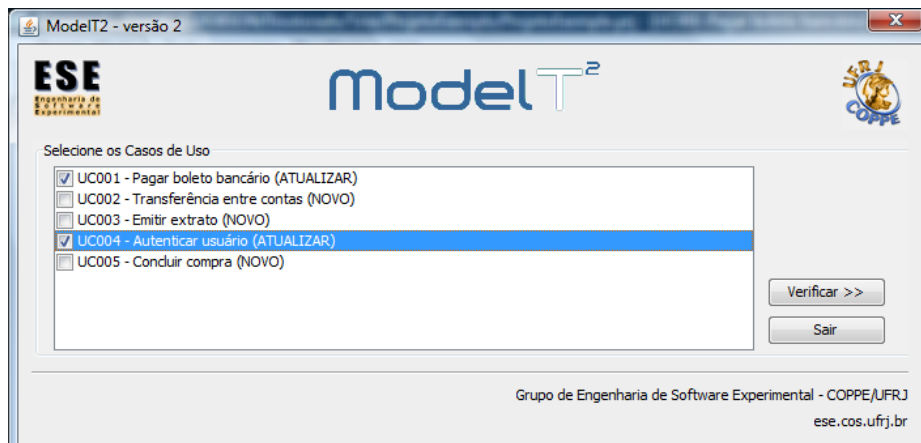 ModelT2 - versão 2
ESE
Engenharia de
Software
Experimental
ModelT²
UFRJ
COPPE
Selecione os Casos de Uso
UC001 - Pagar boleto bancário (ATUALIZAR)
UC002 - Transferência entre contas (NOVO)
UC003 - Emitir extrato (NOVO)
UC004 - Autenticar usuário (ATUALIZAR)
UC005 - Concluir compra (NOVO)
Verificar >>
Sair
Grupo de Engenharia de Software Experimental - COPPE/UFRJ
ese.cos.ufrj.br